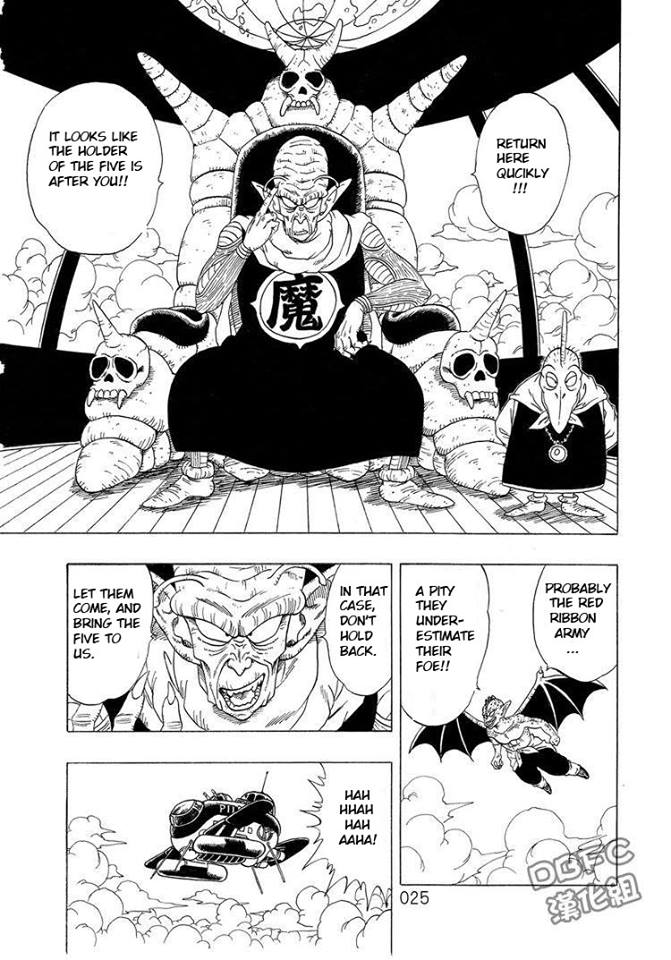 RETURN
HERE
QUCIKLY
!!!
IT LOOKS LIKE
THE HOLDER
OF THE FIVE IS
AFTER YOU!!
魔
PROBABLY
THE RED
RIBBON
ARMY
...
A PITY
THEY
UNDER-
ESTIMATE
THEIR
FOE!!
IN THAT
CASE,
DON'T
HOLD
BACK.
LET THEM
COME, AND
BRING THE
FIVE TO
US.
HAH
HHAH
HAH
AAHA!
PII
025
DBFC
漢化組